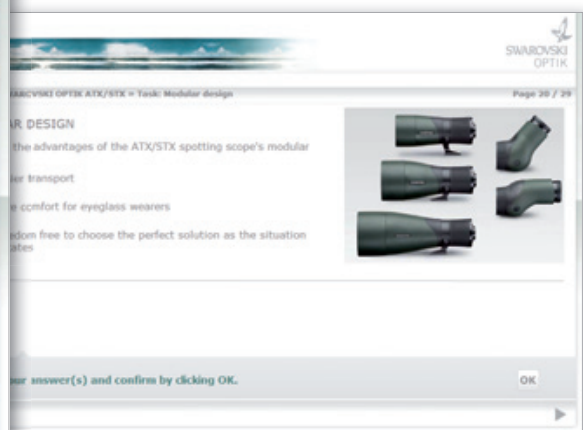 SWAROVSKI
OPTIK
SWAROVSKI OPTIK ATX/STX » Task: Modular design
Page 20 / 29
AR DESIGN
the advantages of the ATX/STX spotting scope's modular
ier transport
e comfort for eyeglass wearers
edom free to choose the perfect solution as the situation
ates
our answer(s) and confirm by clicking OK.
OK